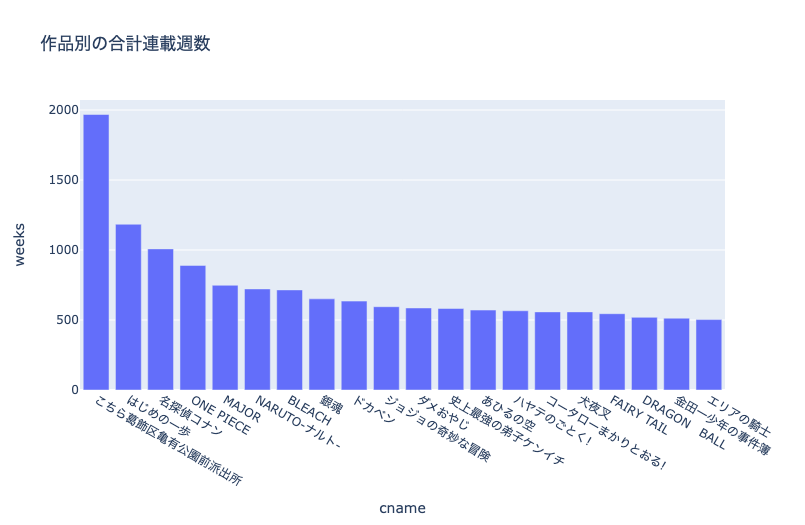 作品別の合計連載週数
weeks
2000
1500
1000
500
0
こちら葛飾区亀有公園前派出所
はじめの一歩
名探偵コナン
ONE PIECE
MAJOR
NARUTO-ナルト-
BLEACH
銀魂
ドカベン
ジョジョの奇妙な冒険
ダメおやじ
史上最強の弟子ケンイチ
あひるの空
ハヤテのごとく!
コータローまかりとおる!
犬夜叉
FAIRY TAIL
DRAGON　BALL
金田一少年の事件簿
エリアの騎士
cname